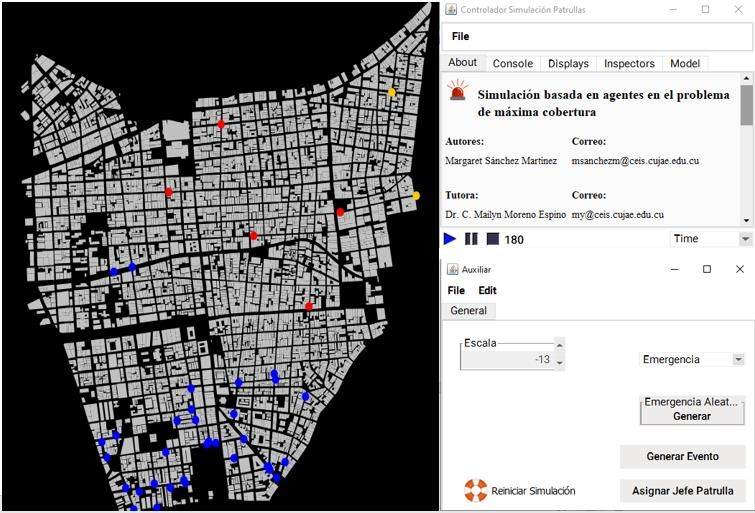 Controlador Simulación Patrullas
File
About Console Displays Inspectors Model
Simulación basada en agentes en el problema
de máxima cobertura
Autores: Correo:
Margaret Sánchez Martinez msanchezm@ceis.cujae.edu.cu
Tutora: Correo:
Dr. C. Mailyn Moreno Espino my@ceis.cujae.edu.cu
180 Time
Auxiliar
File Edit
General
Escala
-13
Emergencia
Emergencia Aleat...
Generar
Generar Evento
Reiniciar Simulación Asignar Jefe Patrulla